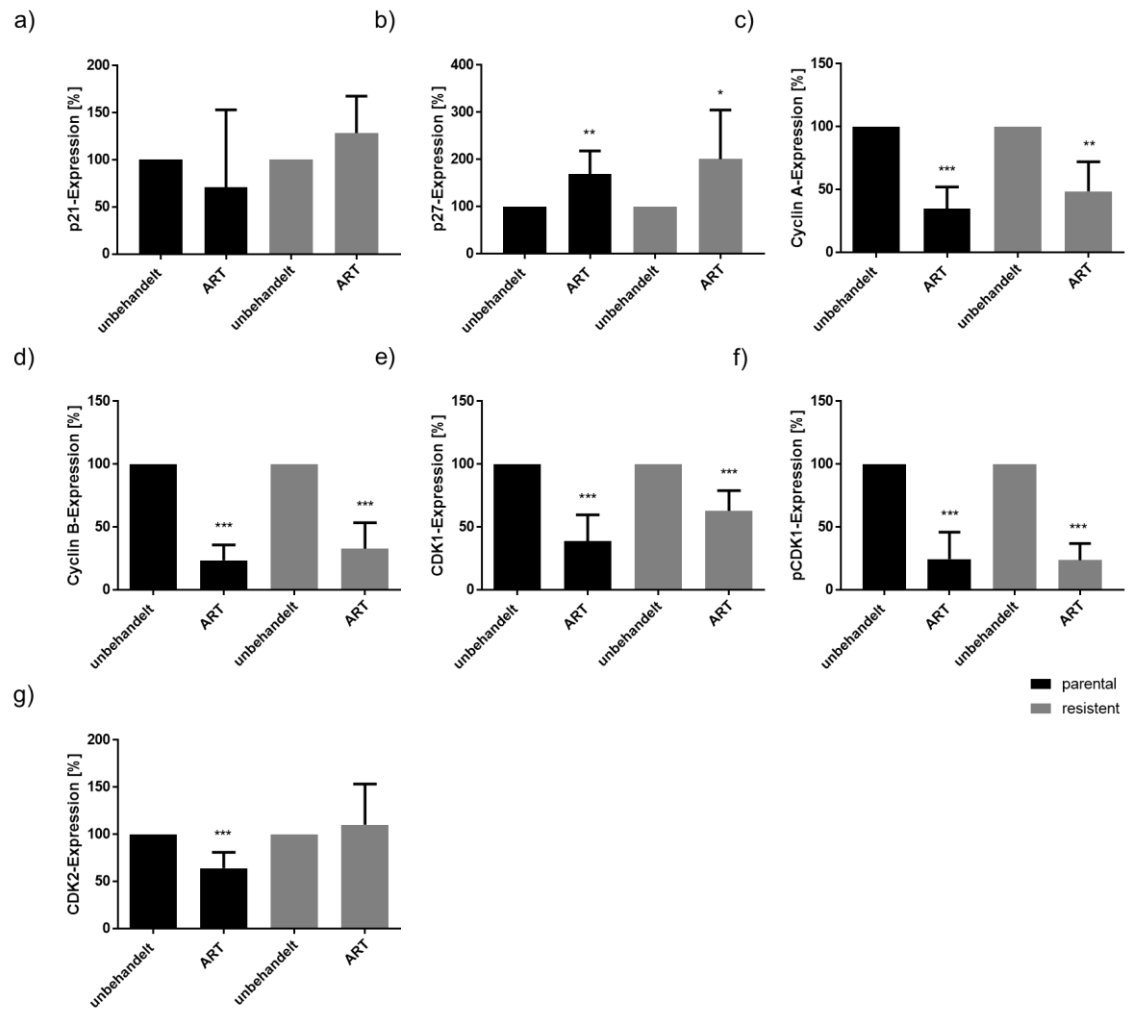 a)
p21-Expression [%]
200
150
100
50
0
unbehandelt
ART
unbehandelt
ART
b)
p27-Expression [%]
400
300
200
100
0
**
*
unbehandelt
ART
unbehandelt
ART
c)
Cyclin A-Expression [%]
150
100
50
0
***
**
unbehandelt
ART
unbehandelt
ART
d)
Cyclin B-Expression [%]
150
100
50
0
***
***
unbehandelt
ART
unbehandelt
ART
e)
CDK1-Expression [%]
150
100
50
0
***
***
unbehandelt
ART
unbehandelt
ART
f)
pCDK1-Expression [%]
150
100
50
0
***
***
unbehandelt
ART
unbehandelt
ART
parental
resistent
g)
CDK2-Expression [%]
200
150
100
50
0
***
unbehandelt
ART
unbehandelt
ART